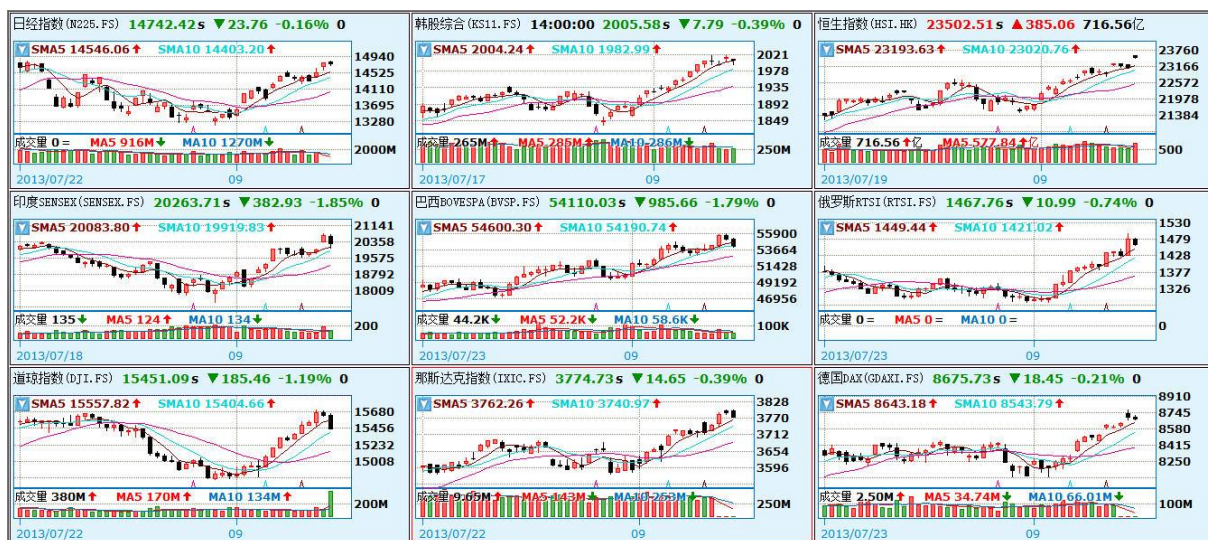 日经指数(N225.FS) 14742.42s ▼23.76 -0.16% 0
SMA5 14546.06↑ SMA10 14403.20↑
14940
14525
14110
13695
13280
成交量 0= MA5 916M↓ MA10 1270M↓
2000M
2013/07/22 09
韩股综合(KS11.FS) 14:00:00 2005.58s ▼7.79 -0.39% 0
SMA5 2004.24↑ SMA10 1982.99↑
2021
1978
1935
1892
1849
成交量 265M↑ MA5 285M↑ MA10 286M↓
250M
2013/07/17 09
恒生指数(HSI.HK) 23502.51s ▲385.06 716.56亿
SMA5 23193.63↑ SMA10 23020.76↑
23760
23166
22572
21978
21384
成交量 716.56↑亿 MA5 577.84↑亿
500
2013/07/19 09
印度SENSEX(SENSEX.FS) 20263.71s ▼382.93 -1.85% 0
SMA5 20083.80↑ SMA10 19919.83↑
21141
20358
19575
18792
18009
成交量 135↓ MA5 124↑ MA10 134↓
200
2013/07/18 09
巴西BOVESPA(BVSP.FS) 54110.03s ▼985.66 -1.79% 0
SMA5 54600.30↑ SMA10 54190.74↑
55900
53664
51428
49192
46956
成交量 44.2K↓ MA5 52.2K↓ MA10 58.6K↓
100K
2013/07/23 09
俄罗斯RTSI(RTSI.FS) 1467.76s ▼10.99 -0.74% 0
SMA5 1449.44↑ SMA10 1421.02↑
1530
1479
1428
1377
1326
成交量 0= MA5 0= MA10 0=
0
2013/07/23 09
道琼指数(DJI.FS) 15451.09s ▼185.46 -1.19% 0
SMA5 15557.82↑ SMA10 15404.66↑
15680
15456
15232
15008
成交量 380M↑ MA5 170M↑ MA10 134M↑
200M
2013/07/22 09
那斯达克指数(IXIC.FS) 3774.73s ▼14.65 -0.39% 0
SMA5 3762.26↑ SMA10 3740.97↑
3828
3770
3712
3654
3596
成交量 9.65M↑ MA5 143M↓ MA10 253M↓
250M
2013/07/22 09
德国DAX(GDAXI.FS) 8675.73s ▼18.45 -0.21% 0
SMA5 8643.18↑ SMA10 8543.79↑
8910
8745
8580
8415
8250
成交量 2.50M↑ MA5 34.74M↓ MA10 66.01M↓
100M
2013/07/23 09